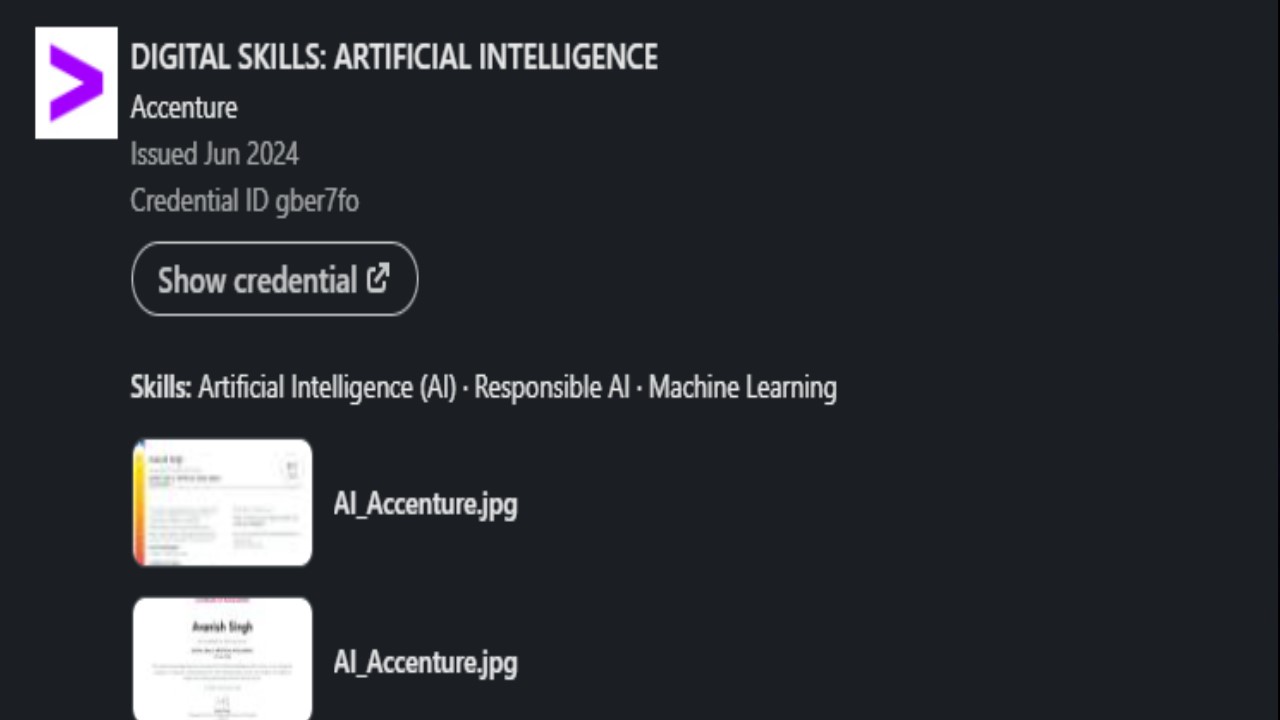 DIGITAL SKILLS: ARTIFICIAL INTELLIGENCE
Accenture
Issued Jun 2024
Credential ID gber7fo
Show credential
Skills: Artificial Intelligence (AI) · Responsible AI · Machine Learning
AI_Accenture.jpg
Singh
AI_Accenture.jpg